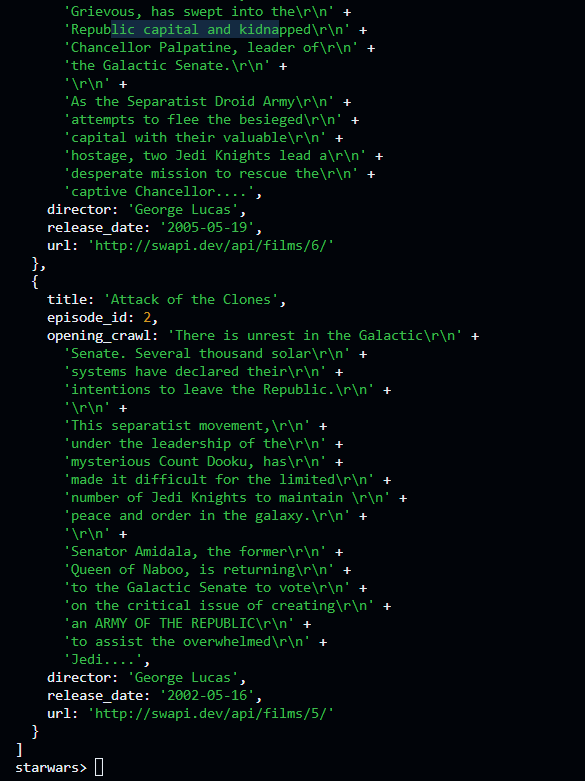 'Grievous, has swept into the\r\n' +
'Republic capital and kidnapped\r\n' +
'Chancellor Palpatine, leader of\r\n' +
'the Galactic Senate.\r\n' +
'\r\n' +
'As the Separatist Droid Army\r\n' +
'attempts to flee the besieged\r\n' +
'capital with their valuable\r\n' +
'hostage, two Jedi Knights lead a\r\n' +
'desperate mission to rescue the\r\n' +
'captive Chancellor....',
director: 'George Lucas',
release_date: '2005-05-19',
url: 'http://swapi.dev/api/films/6/'
},
{
title: 'Attack of the Clones',
episode_id: 2,
opening_crawl: 'There is unrest in the Galactic\r\n' +
'Senate. Several thousand solar\r\n' +
'systems have declared their\r\n' +
'intentions to leave the Republic.\r\n' +
'\r\n' +
'This separatist movement,\r\n' +
'under the leadership of the\r\n' +
'mysterious Count Dooku, has\r\n' +
'made it difficult for the limited\r\n' +
'number of Jedi Knights to maintain \r\n' +
'peace and order in the galaxy.\r\n' +
'\r\n' +
'Senator Amidala, the former\r\n' +
'Queen of Naboo, is returning\r\n' +
'to the Galactic Senate to vote\r\n' +
'on the critical issue of creating\r\n' +
'an ARMY OF THE REPUBLIC\r\n' +
'to assist the overwhelmed\r\n' +
'Jedi....',
director: 'George Lucas',
release_date: '2002-05-16',
url: 'http://swapi.dev/api/films/5/'
}
]
starwars>